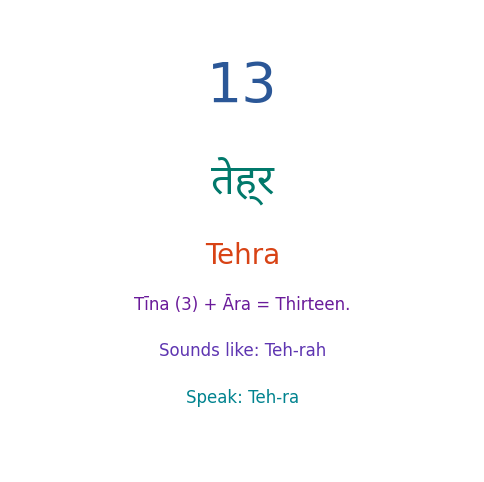 13
तेह्र
Tehra
Tīna (3) + Āra = Thirteen.
Sounds like: Teh-rah
Speak: Teh-ra